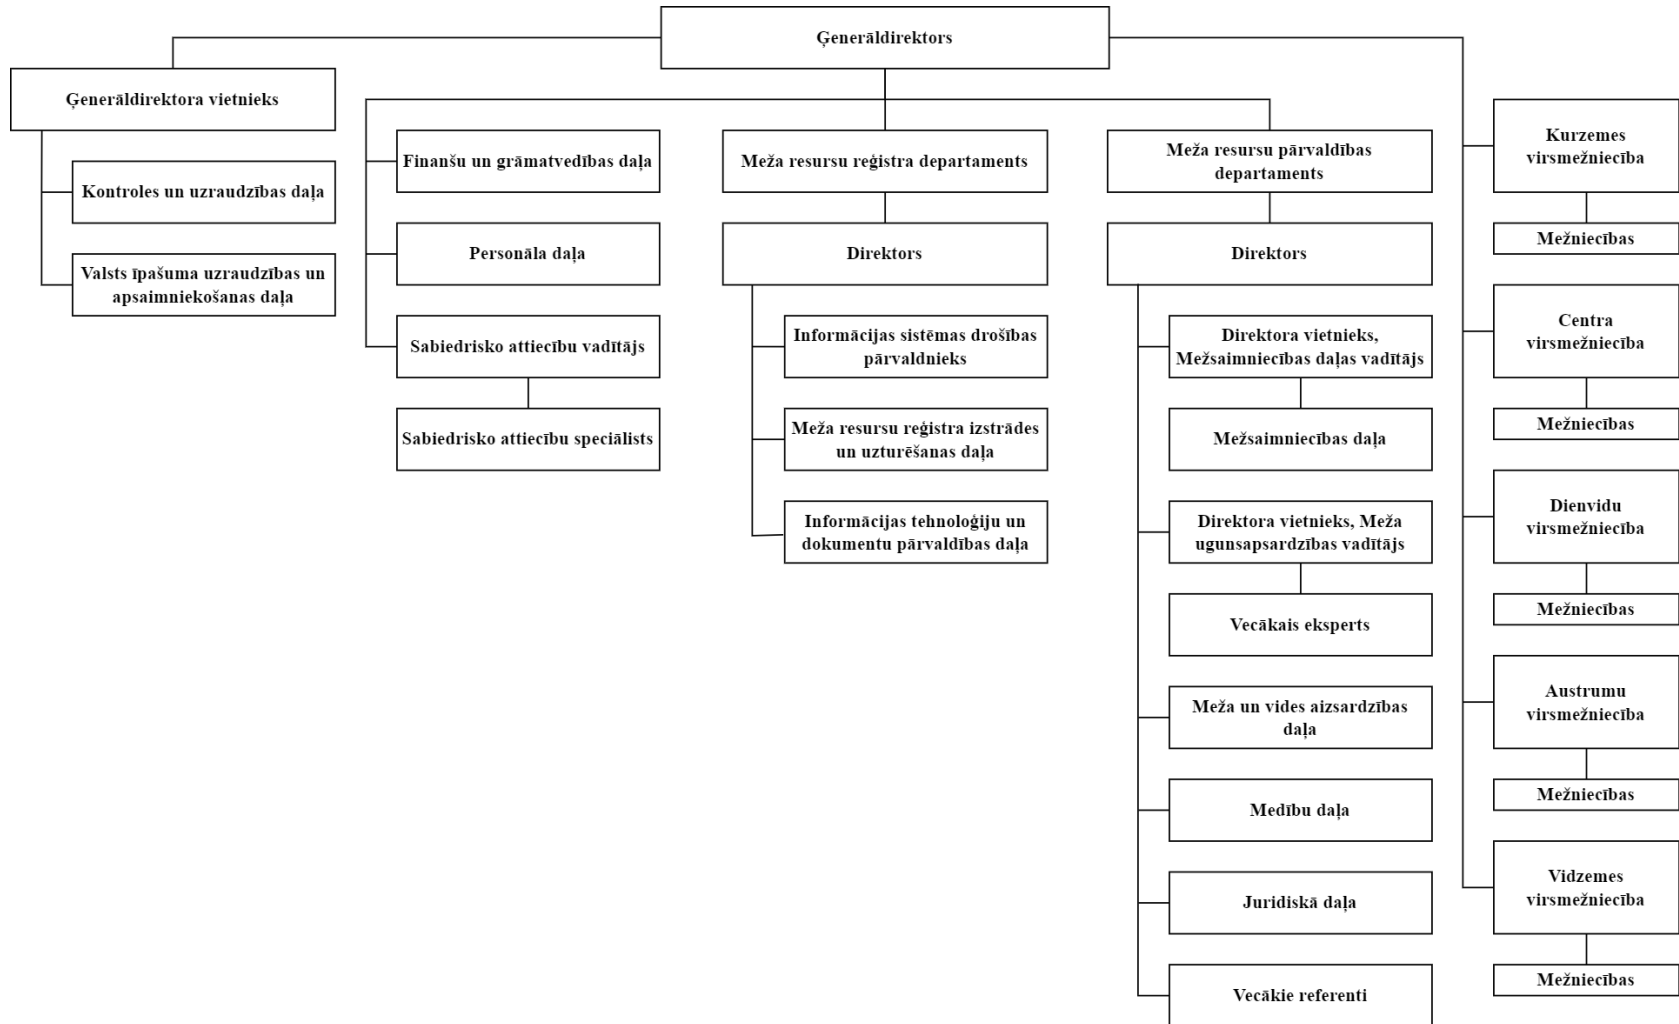 Ģenerāldirektors
Ģenerāldirektora vietnieks
Kontroles un uzraudzības daļa
Valsts īpašuma uzraudzības un
apsaimniekošanas daļa
Finanšu un grāmatvedības daļa
Personāla daļa
Sabiedrisko attiecību vadītājs
Sabiedrisko attiecību speciālists
Meža resursu reģistra departaments
Direktors
Informācijas sistēmas drošības
pārvaldnieks
Meža resursu reģistra izstrādes
un uzturēšanas daļa
Informācijas tehnoloģiju un
dokumentu pārvaldības daļa
Meža resursu pārvaldības
departaments
Direktors
Direktora vietnieks,
Mežsaimniecības daļas vadītājs
Mežsaimniecības daļa
Direktora vietnieks, Meža
ugunsapsardzības vadītājs
Vecākais eksperts
Meža un vides aizsardzības
daļa
Medību daļa
Juridiskā daļa
Vecākie referenti
Kurzemes
virsmežniecība
Mežniecības
Centra
virsmežniecība
Mežniecības
Dienvidu
virsmežniecība
Mežniecības
Austrumu
virsmežniecība
Mežniecības
Vidzemes
virsmežniecība
Mežniecības